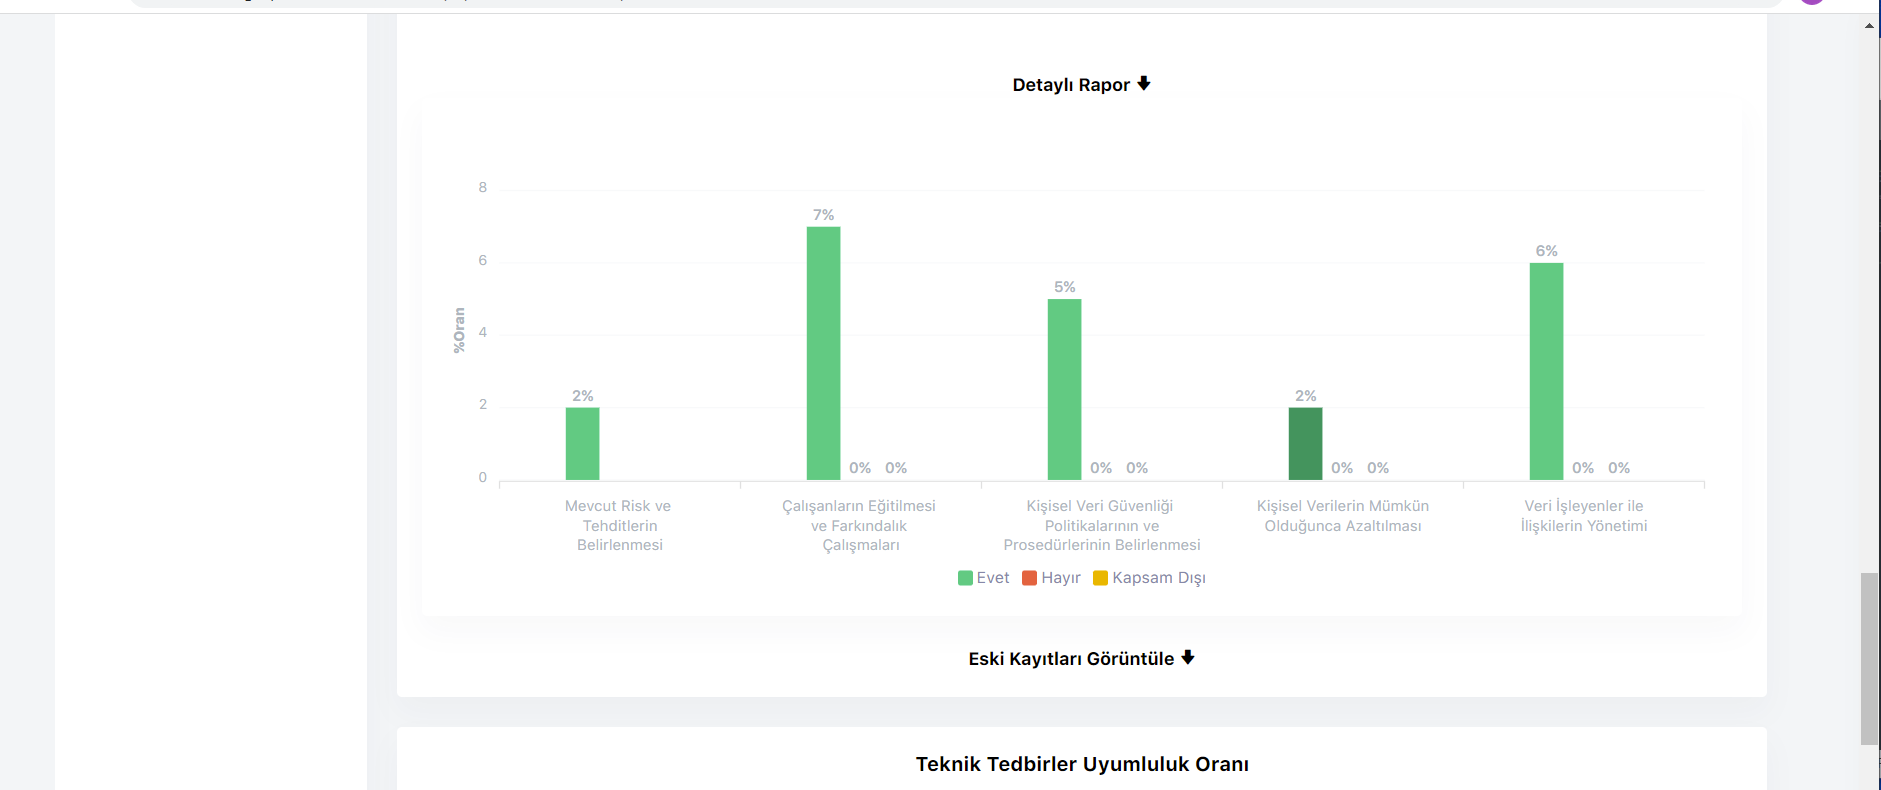 Detaylı Rapor
8
6
4
2
0
%Oran
2%
7%
0%
0%
5%
0%
0%
2%
0%
0%
6%
0%
0%
Mevcut Risk ve
Tehditlerin
Belirlenmesi
Çalışanların Eğitilmesi
ve Farkındalık
Çalışmaları
Kişisel Veri Güvenliği
Politikalarının ve
Prosedürlerinin Belirlenmesi
Kişisel Verilerin Mümkün
Olduğunca Azaltılması
Veri İşleyenler ile
İlişkilerin Yönetimi
Evet
Hayır
Kapsam Dışı
Eski Kayıtları Görüntüle
Teknik Tedbirler Uyumluluk Oranı